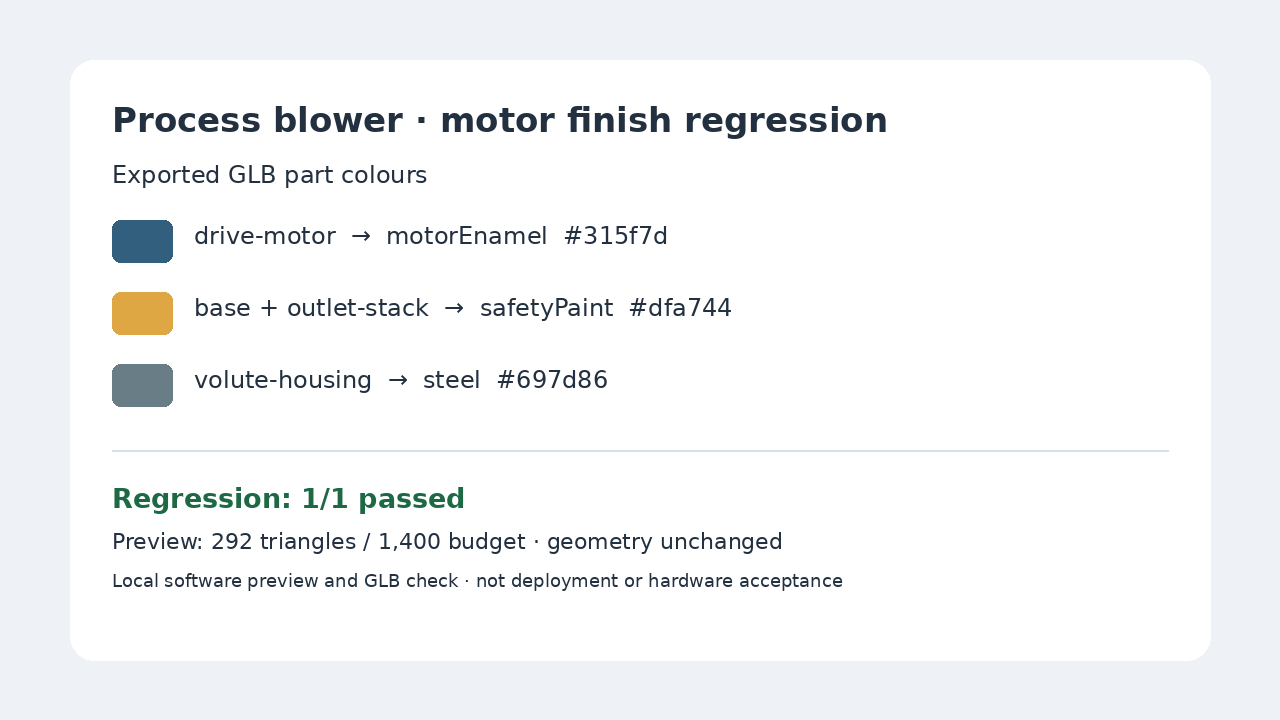 Process blower · motor finish regression
Exported GLB part colours
drive-motor → motorEnamel #315f7d
base + outlet-stack → safetyPaint #dfa744
volute-housing → steel #697d86
Regression: 1/1 passed
Preview: 292 triangles / 1,400 budget · geometry unchanged
Local software preview and GLB check · not deployment or hardware acceptance